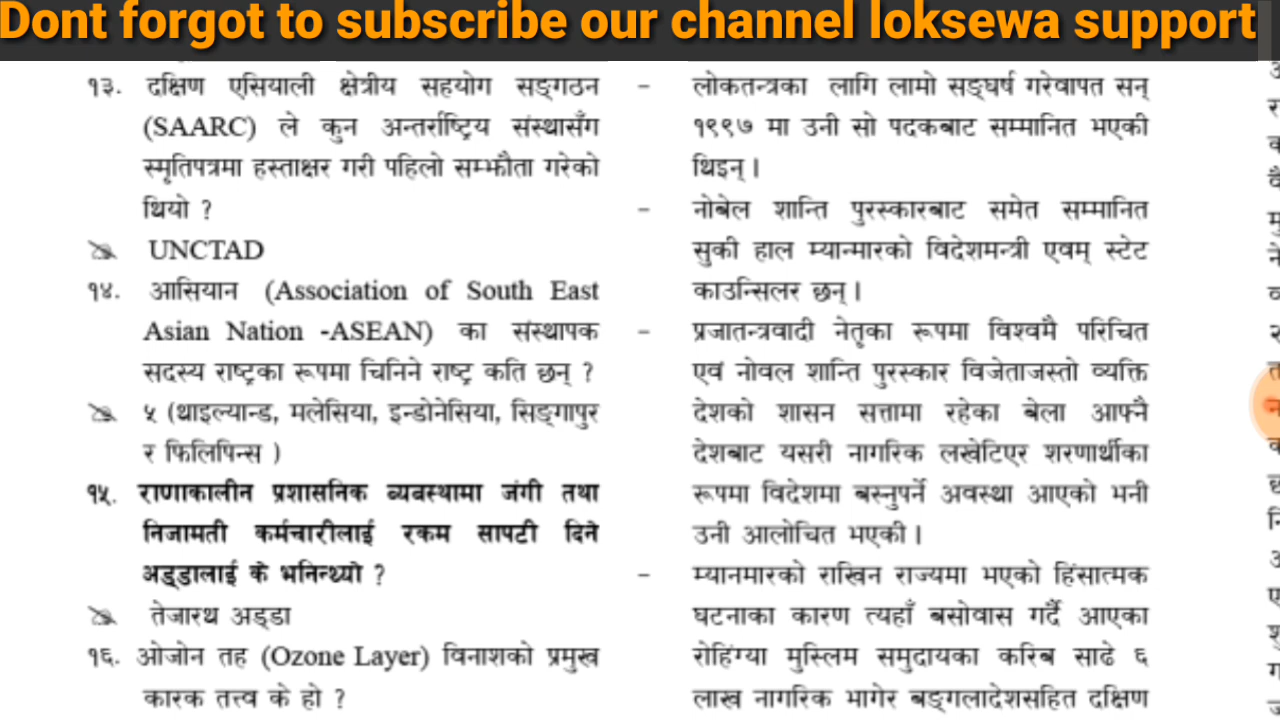 Dont forgot to subscribe our channel loksewa support
१३. दक्षिण एसियाली क्षेत्रीय सहयोग सङ्गठन
(SAARC) ले कुन अन्तर्राष्ट्रिय संस्थासँग
स्मृतिपत्रमा हस्ताक्षर गरी पहिलो सम्झौता गरेको
थियो ?
UNCTAD
१४. आसियान (Association of South East
Asian Nation -ASEAN) का संस्थापक
सदस्य राष्ट्रका रूपमा चिनिने राष्ट्र कति छन् ?
५ (थाइल्यान्ड, मलेसिया, इन्डोनेसिया, सिङ्गापुर
र फिलिपिन्स )
१५. राणाकालीन प्रशासनिक व्यवस्थामा जंगी तथा
निजामती कर्मचारीलाई रकम सापटी दिने
अड्डालाई के भनिन्थ्यो ?
तेजारथ अड्डा
१६. ओजोन तह (Ozone Layer) विनाशको प्रमुख
कारक तत्त्व के हो ?
- लोकतन्त्रका लागि लामो सङ्घर्ष गरेवापत सन्
१९९७ मा उनी सो पदकबाट सम्मानित भएकी
थिइन् ।
- नोबेल शान्ति पुरस्कारबाट समेत सम्मानित
सुकी हाल म्यान्मारको विदेशमन्त्री एवम् स्टेट
काउन्सिलर छन् ।
- प्रजातन्त्रवादी नेतृका रूपमा विश्वमै परिचित
एवं नोवल शान्ति पुरस्कार विजेताजस्तो व्यक्ति
देशको शासन सत्तामा रहेका बेला आफ्नै
देशबाट यसरी नागरिक लखेटिएर शरणार्थीका
रूपमा विदेशमा बस्नुपर्ने अवस्था आएको भनी
उनी आलोचित भएकी ।
- म्यानमारको राखिन राज्यमा भएको हिंसात्मक
घटनाका कारण त्यहाँ बसोवास गर्दै आएका
रोहिंग्या मुस्लिम समुदायका करिब साढे ६
लाख नागरिक भागेर बङ्गलादेशसहित दक्षिण